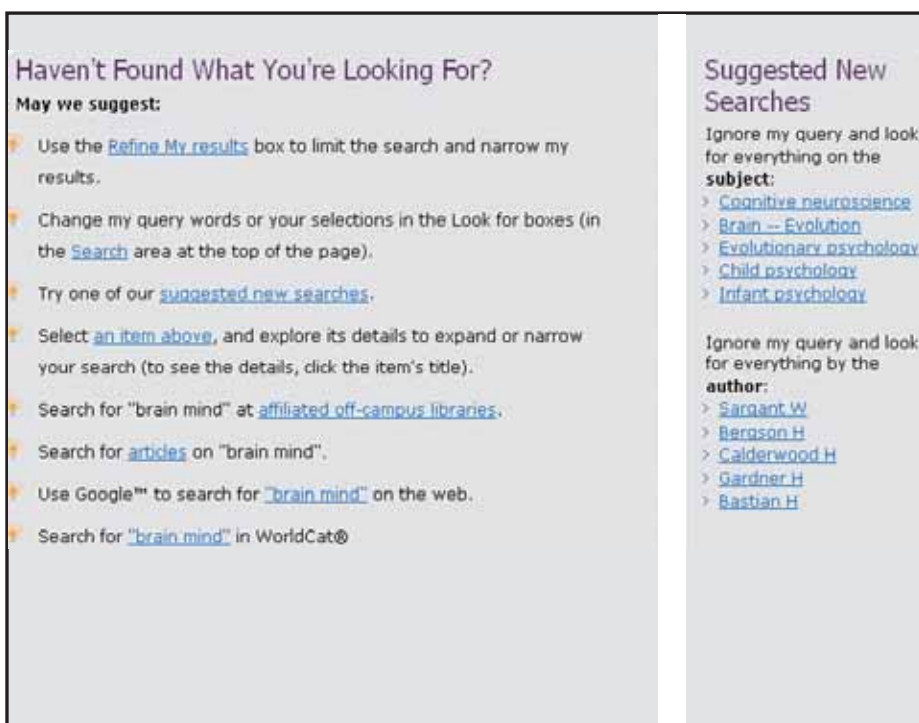 Haven't Found What You're Looking For?
May we suggest:
Use the Refine My results box to limit the search and narrow my
results.
Change my query words or your selections in the Look for boxes (in
the Search area at the top of the page).
Try one of our suggested new searches.
Select an item above, and explore its details to expand or narrow
your search (to see the details, click the item's title).
Search for "brain mind" at affiliated off-campus libraries.
Search for articles on "brain mind".
Use Google™ to search for "brain mind" on the web.
Search for "brain mind" in WorldCat®
Suggested New
Searches
Ignore my query and look
for everything on the
subject:
> Cognitive neuroscience
> Brain -- Evolution
> Evolutionary psychology
> Child psychology
> Infant psychology
Ignore my query and look
for everything by the
author:
> Sargant W
> Bergson H
> Calderwood H
> Gardner H
> Bastian H